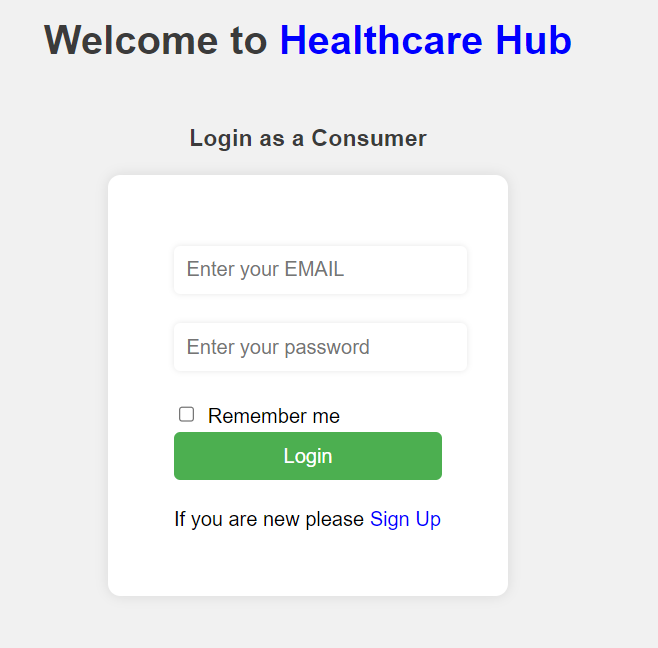 Welcome to Healthcare Hub
Login as a Consumer
Enter your EMAIL
Enter your password
Remember me
Login
If you are new please Sign Up